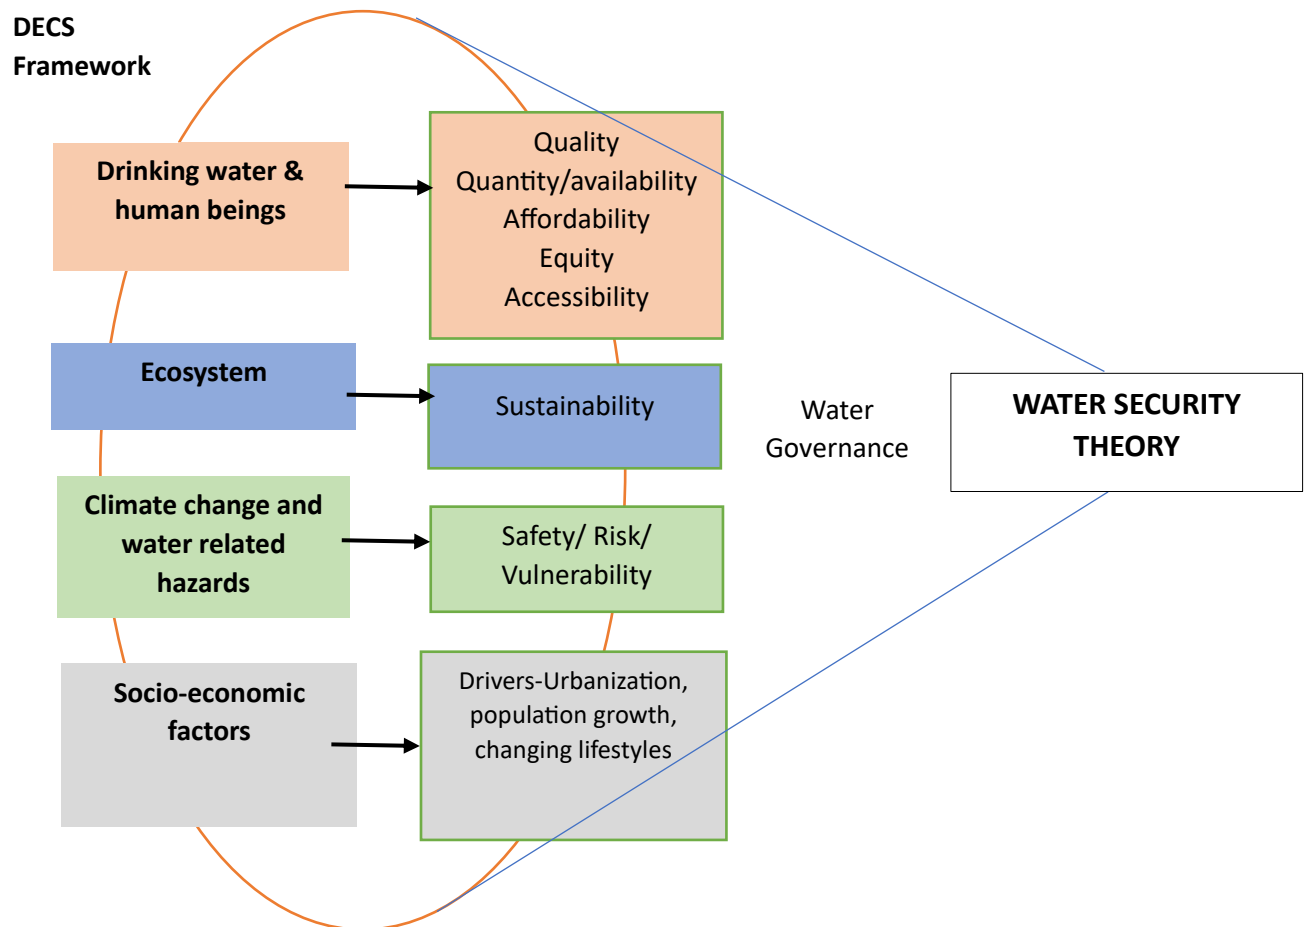 DECS
Framework
Drinking water &
human beings
Quality
Quantity/availability
Affordability
Equity
Accessibility
Ecosystem
Sustainability
Climate change and
water related
hazards
Safety/ Risk/
Vulnerability
Socio-economic
factors
Drivers-Urbanization,
population growth,
changing lifestyles
Water
Governance
WATER SECURITY
THEORY